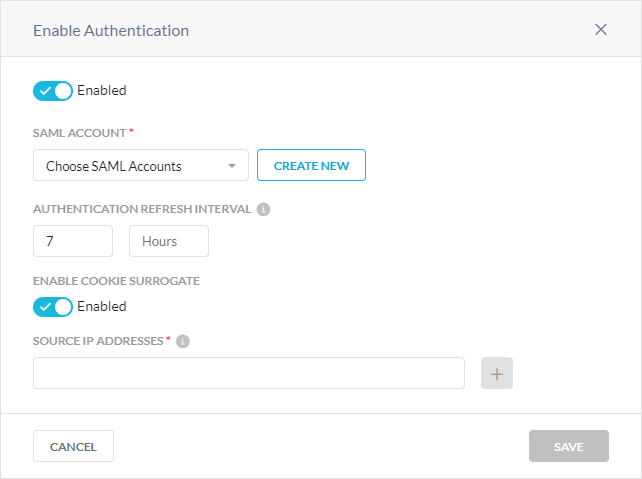 Enable Authentication
Enabled
SAML ACCOUNT *
Choose SAML Accounts
CREATE NEW
AUTHENTICATION REFRESH INTERVAL
7
Hours
ENABLE COOKIE SURROGATE
Enabled
SOURCE IP ADDRESSES *
CANCEL
SAVE